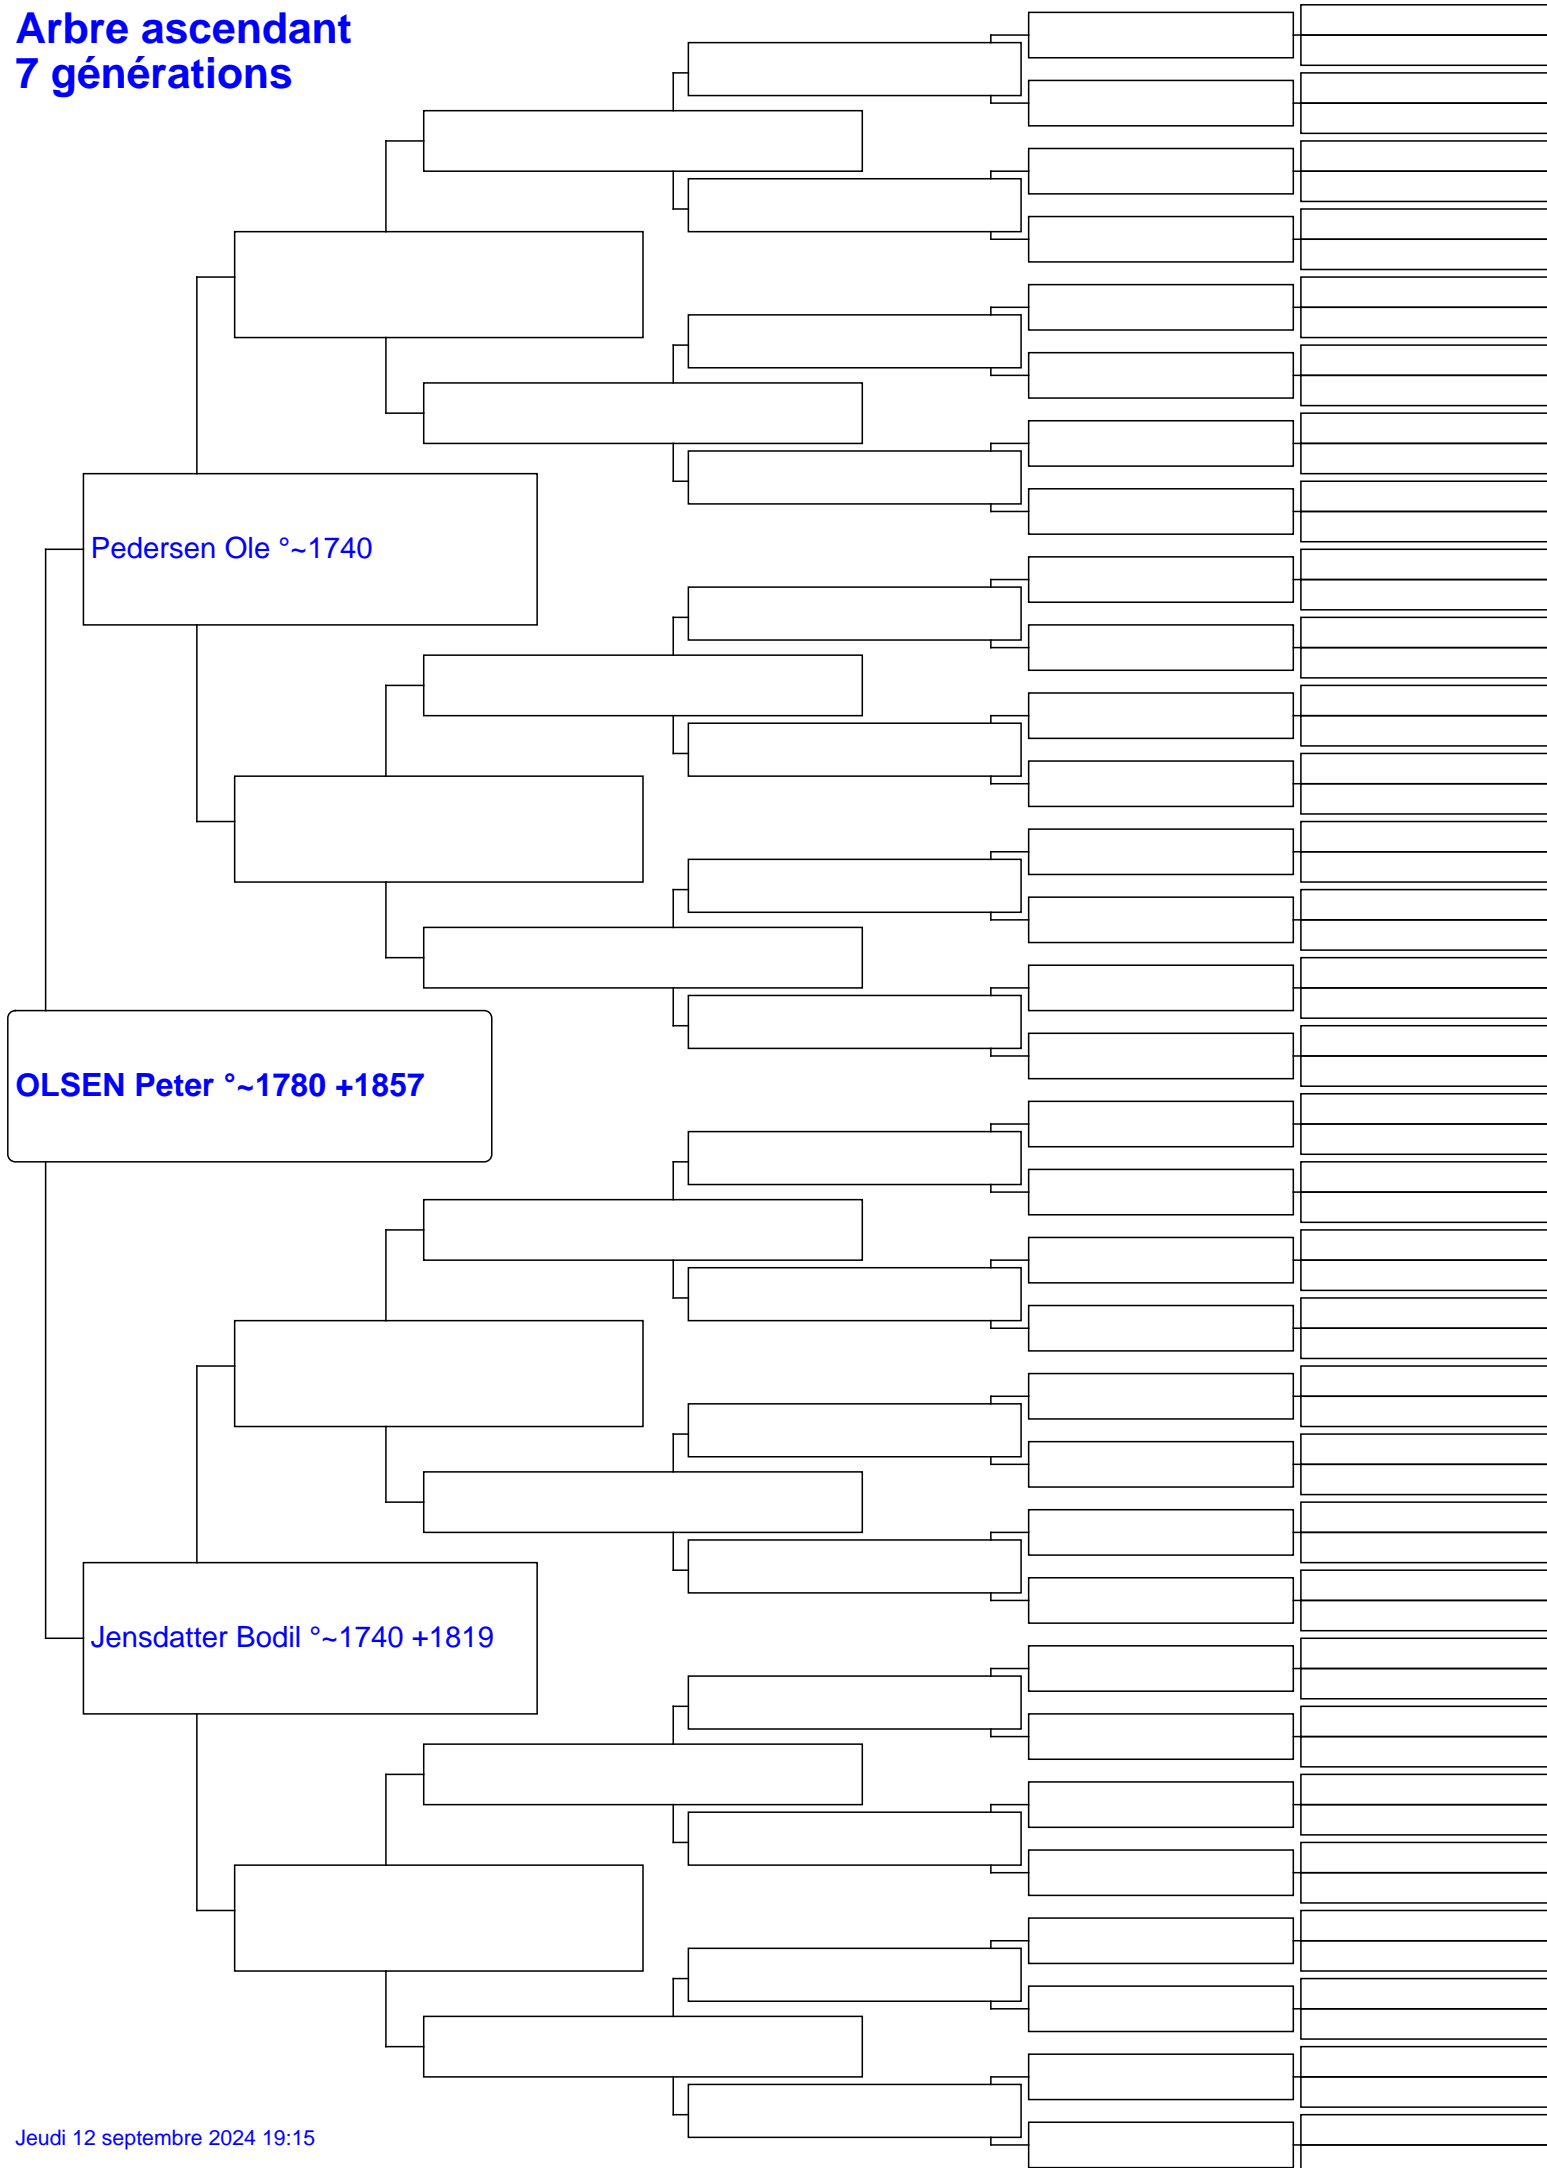 Arbre ascendant
7 générations
Pedersen Ole °~1740
OLSEN Peter °~1780 +1857
Jensdatter Bodil °~1740 +1819
Jeudi 12 septembre 2024 19:15